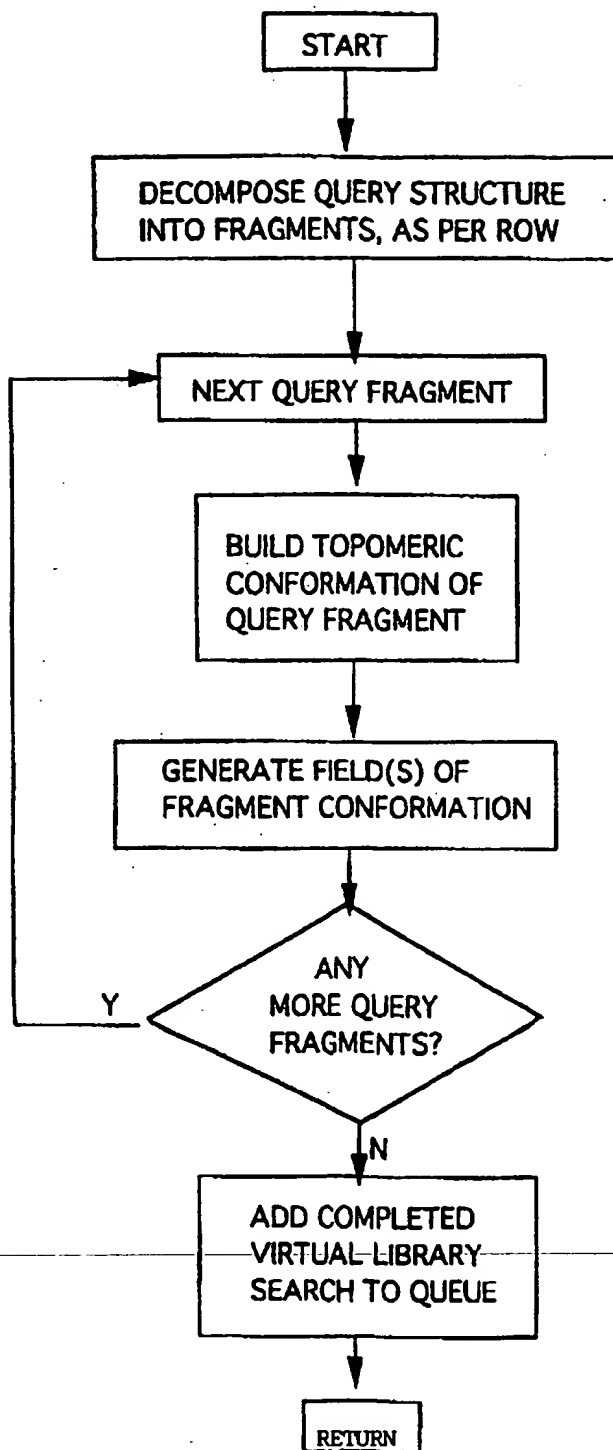 START
DECOMPOSE QUERY STRUCTURE
INTO FRAGMENTS, AS PER ROW
NEXT QUERY FRAGMENT
BUILD TOPOMERIC
CONFORMATION OF
QUERY FRAGMENT
GENERATE FIELD(S) OF
FRAGMENT CONFORMATION
ANY
MORE QUERY
FRAGMENTS?
Y
N
ADD COMPLETED
VIRTUAL LIBRARY
SEARCH TO QUEUE
RETURN